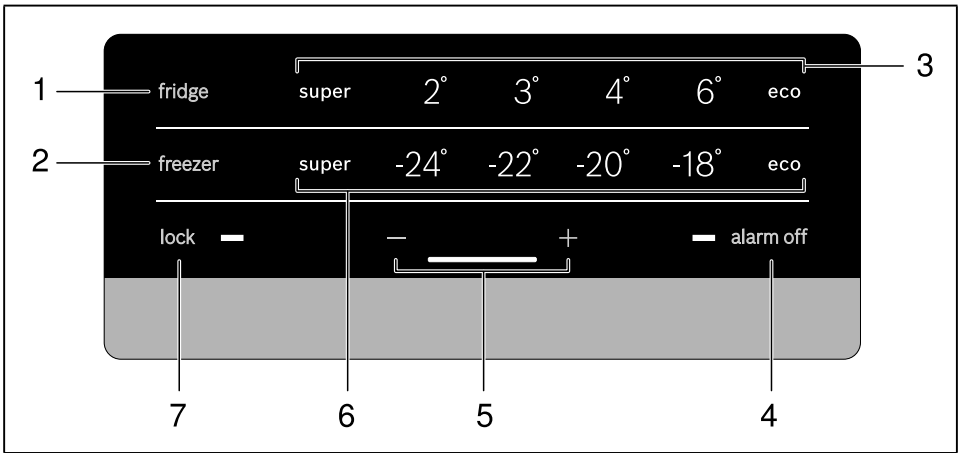 1 fridge super 2° 3° 4° 6° eco 3
2 freezer super -24° -22° -20° -18° eco
lock − + alarm off
7 6 5 4